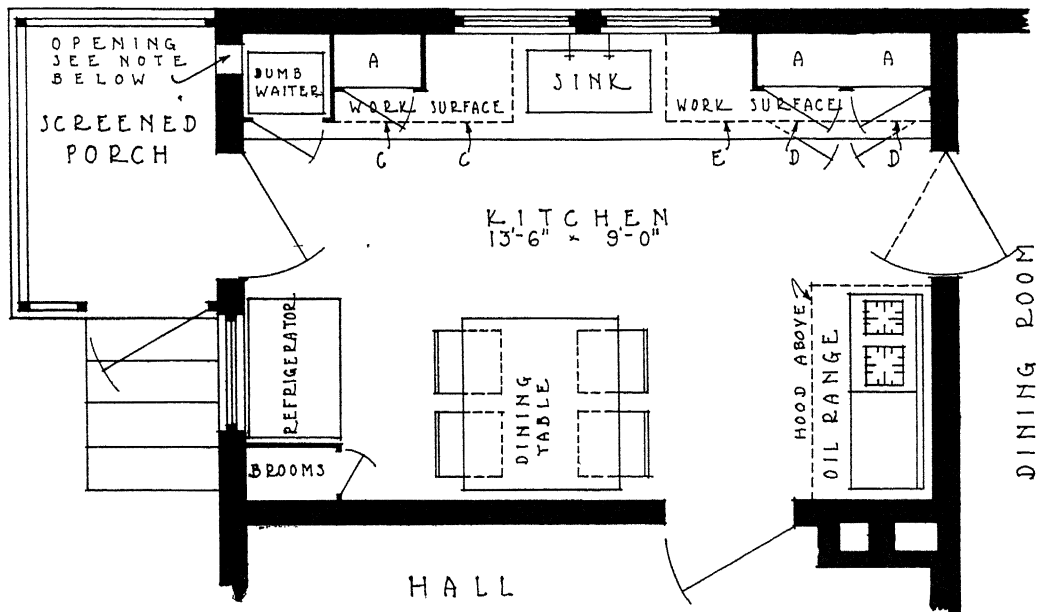 OPENING
SEE NOTE
BELOW
SCREENED
PORCH
DUMB
WAITER
A
WORK SURFACE
SINK
A
A
WORK SURFACE
C
C
E
D
D
KITCHEN
13'-6" x 9'-0"
REFRIGERATOR
BROOMS
DINING
TABLE
HOOD ABOVE
OIL RANGE
DINING ROOM
HALL